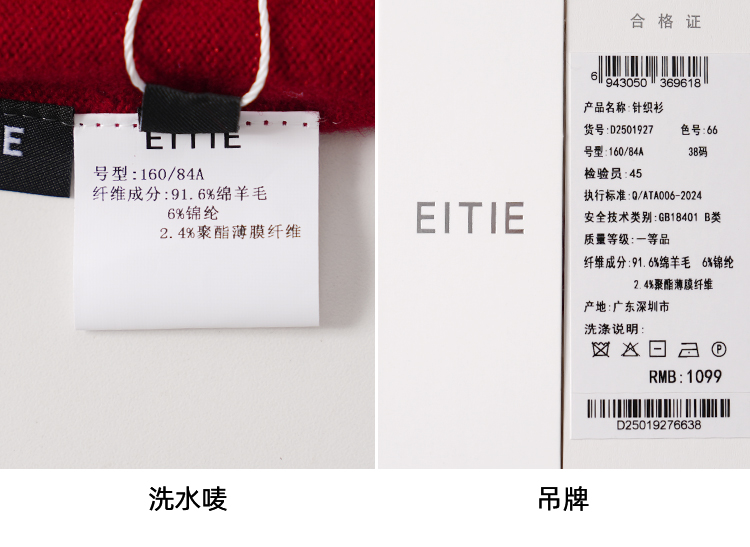 E
EITIE
号型:160/84A
纤维成分:91.6%绵羊毛
6%锦纶
2.4%聚酯薄膜纤维
洗水唛
EITIE
合格证
6 943050 369618
产品名称:针织衫
货号:D2501927 色号:66
号型:160/84A 38码
检验员:45
执行标准:Q/ATA006-2024
安全技术类别:GB18401 B类
质量等级:一等品
纤维成分:91.6%绵羊毛 6%锦纶
2.4%聚酯薄膜纤维
产地:广东深圳市
洗涤说明:
P
RMB:1099
D25019276638
吊牌